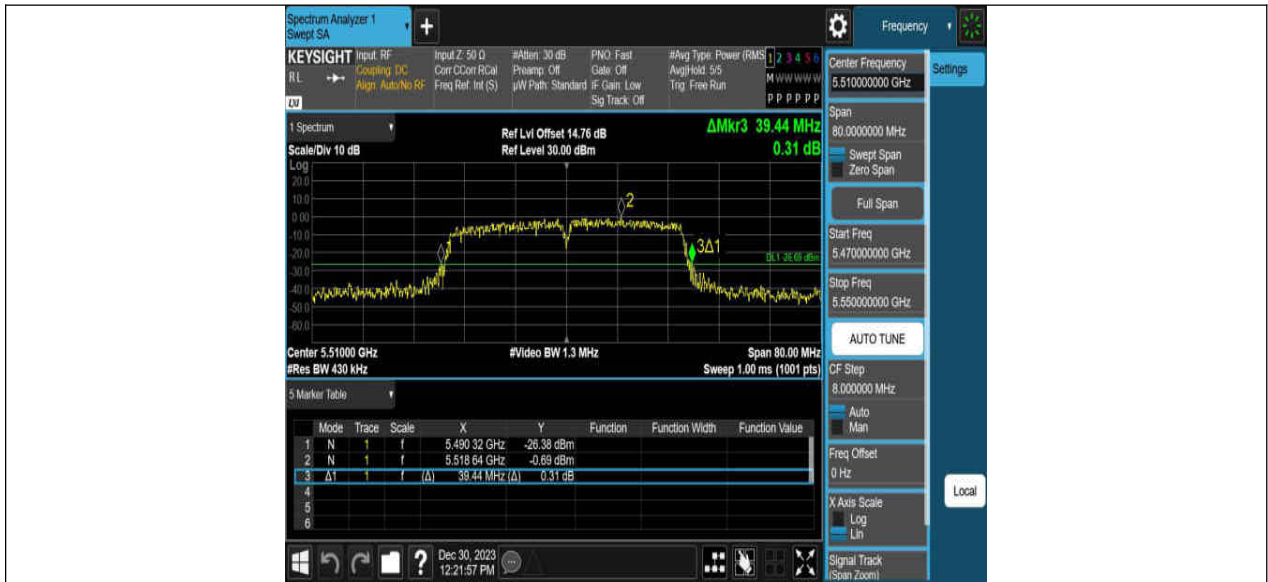 Spectrum Analyzer 1
Swept SA
+
Frequency
KEYSIGHT
RL
Input: RF
Coupling: DC
Align: Auto/No RF
Input Z: 50 Ω
Corr CCorr RCal
Freq Ref: Int (S)
#Atten: 30 dB
Preamp: Off
µW Path: Standard
PNO: Fast
Gate: Off
IF Gain: Low
Sig Track: Off
#Avg Type: Power (RMS
Avg|Hold: 5/5
Trig: Free Run
1 2 3 4 5 6
M W W W W W
P P P P P P
Center Frequency
5.510000000 GHz
Settings
Span
80.0000000 MHz
Swept Span
Zero Span
Full Span
Start Freq
5.470000000 GHz
Stop Freq
5.550000000 GHz
AUTO TUNE
CF Step
8.000000 MHz
Auto
Man
Freq Offset
0 Hz
X Axis Scale
Log
Lin
Signal Track
(Span Zoom)
Local
1 Spectrum
Scale/Div 10 dB
Ref Lvl Offset 14.76 dB
Ref Level 30.00 dBm
ΔMkr3 39.44 MHz
0.31 dB
Log
20.0
10.0
0.00
-10.0
-20.0
-30.0
-40.0
-50.0
-60.0
2
3Δ1
DL1 -26.69 dBm
Center 5.51000 GHz
#Video BW 1.3 MHz
Span 80.00 MHz
#Res BW 430 kHz
Sweep 1.00 ms (1001 pts)
5 Marker Table
Mode Trace Scale X Y Function Function Width Function Value
1 N 1 f 5.490 32 GHz -26.38 dBm
2 N 1 f 5.518 64 GHz -0.69 dBm
3 Δ1 1 f (Δ) 39.44 MHz (Δ) 0.31 dB
4
5
6
?
Dec 30, 2023
12:21:57 PM